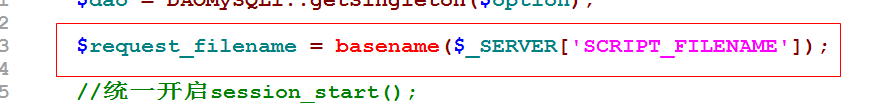 $dao = DAOMySQLi::getSingleton($option);
2
3 $request_filename = basename($_SERVER['SCRIPT_FILENAME']);
4
5 //统一开启session_start();